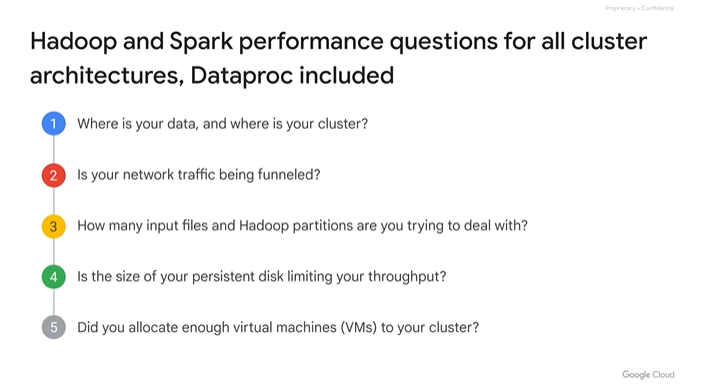 Proprietary + Confidential
Hadoop and Spark performance questions for all cluster
architectures, Dataproc included
1 Where is your data, and where is your cluster?
2 Is your network traffic being funneled?
3 How many input files and Hadoop partitions are you trying to deal with?
4 Is the size of your persistent disk limiting your throughput?
5 Did you allocate enough virtual machines (VMs) to your cluster?
Google Cloud